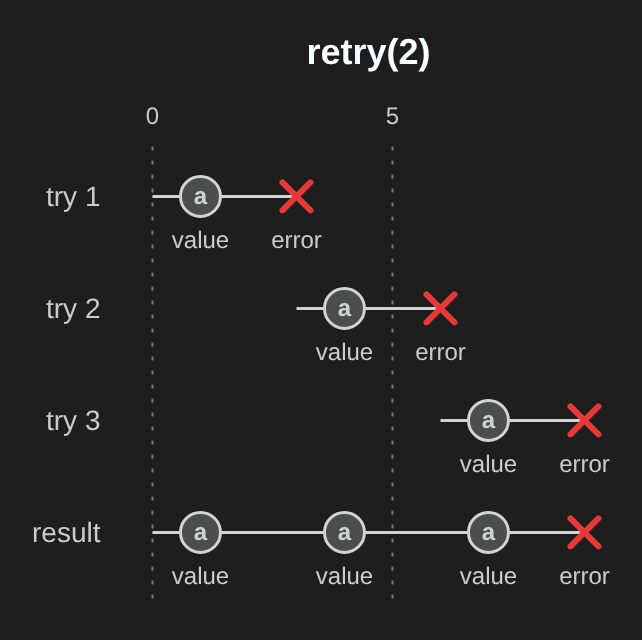 retry(2)
0 5
try 1 a
value error
try 2 a
value error
try 3 a
value error
result a a a
value value value error